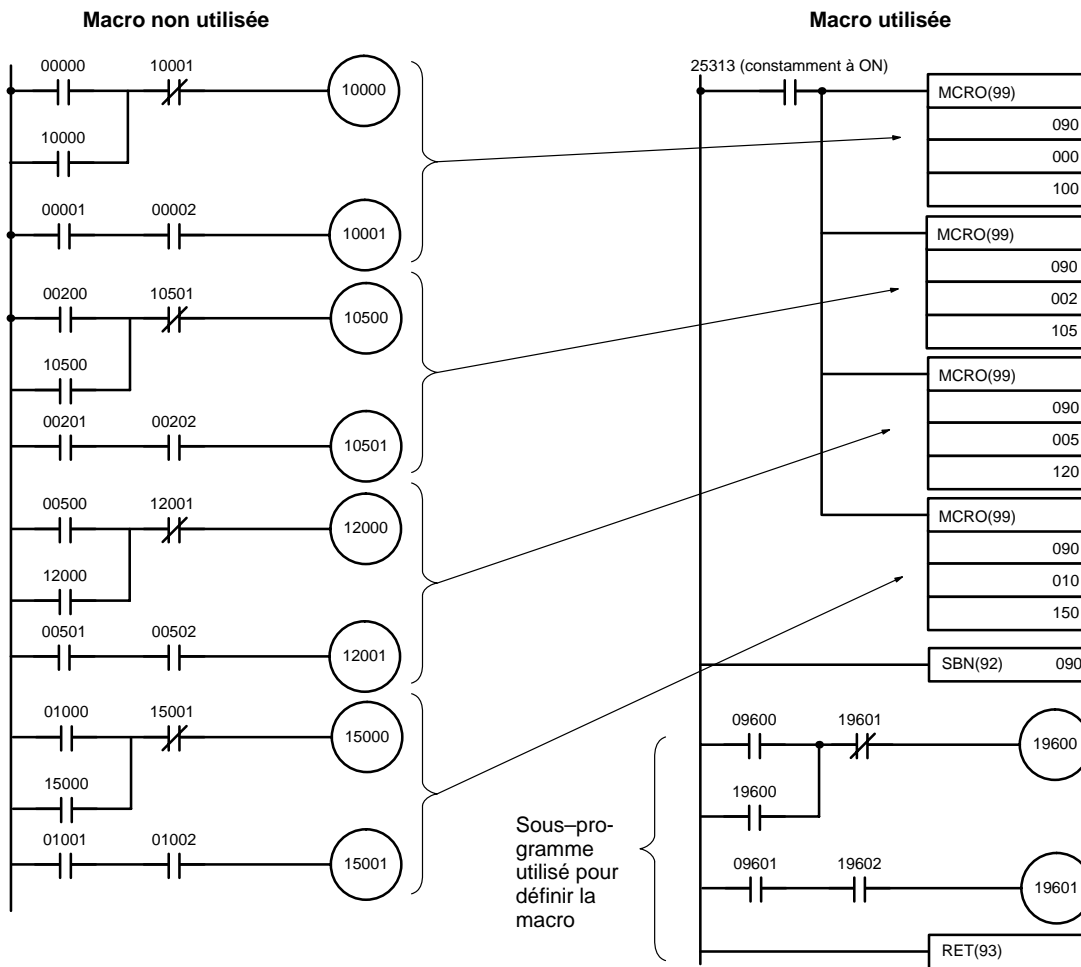 Macro non utilisée
00000 10001
10000
10000
00001 00002
10001
00200 10501
10500
10500
00201 00202
10501
00500 12001
12000
12000
00501 00502
12001
01000 15001
15000
15000
01001 01002
15001
Macro utilisée
25313 (constamment à ON)
MCRO(99)
090
000
100
MCRO(99)
090
002
105
MCRO(99)
090
005
120
MCRO(99)
090
010
150
SBN(92) 090
09600 19601
19600
19600
Sous–pro-
gramme
utilisé pour
définir la
macro
09601 19602
19601
RET(93)